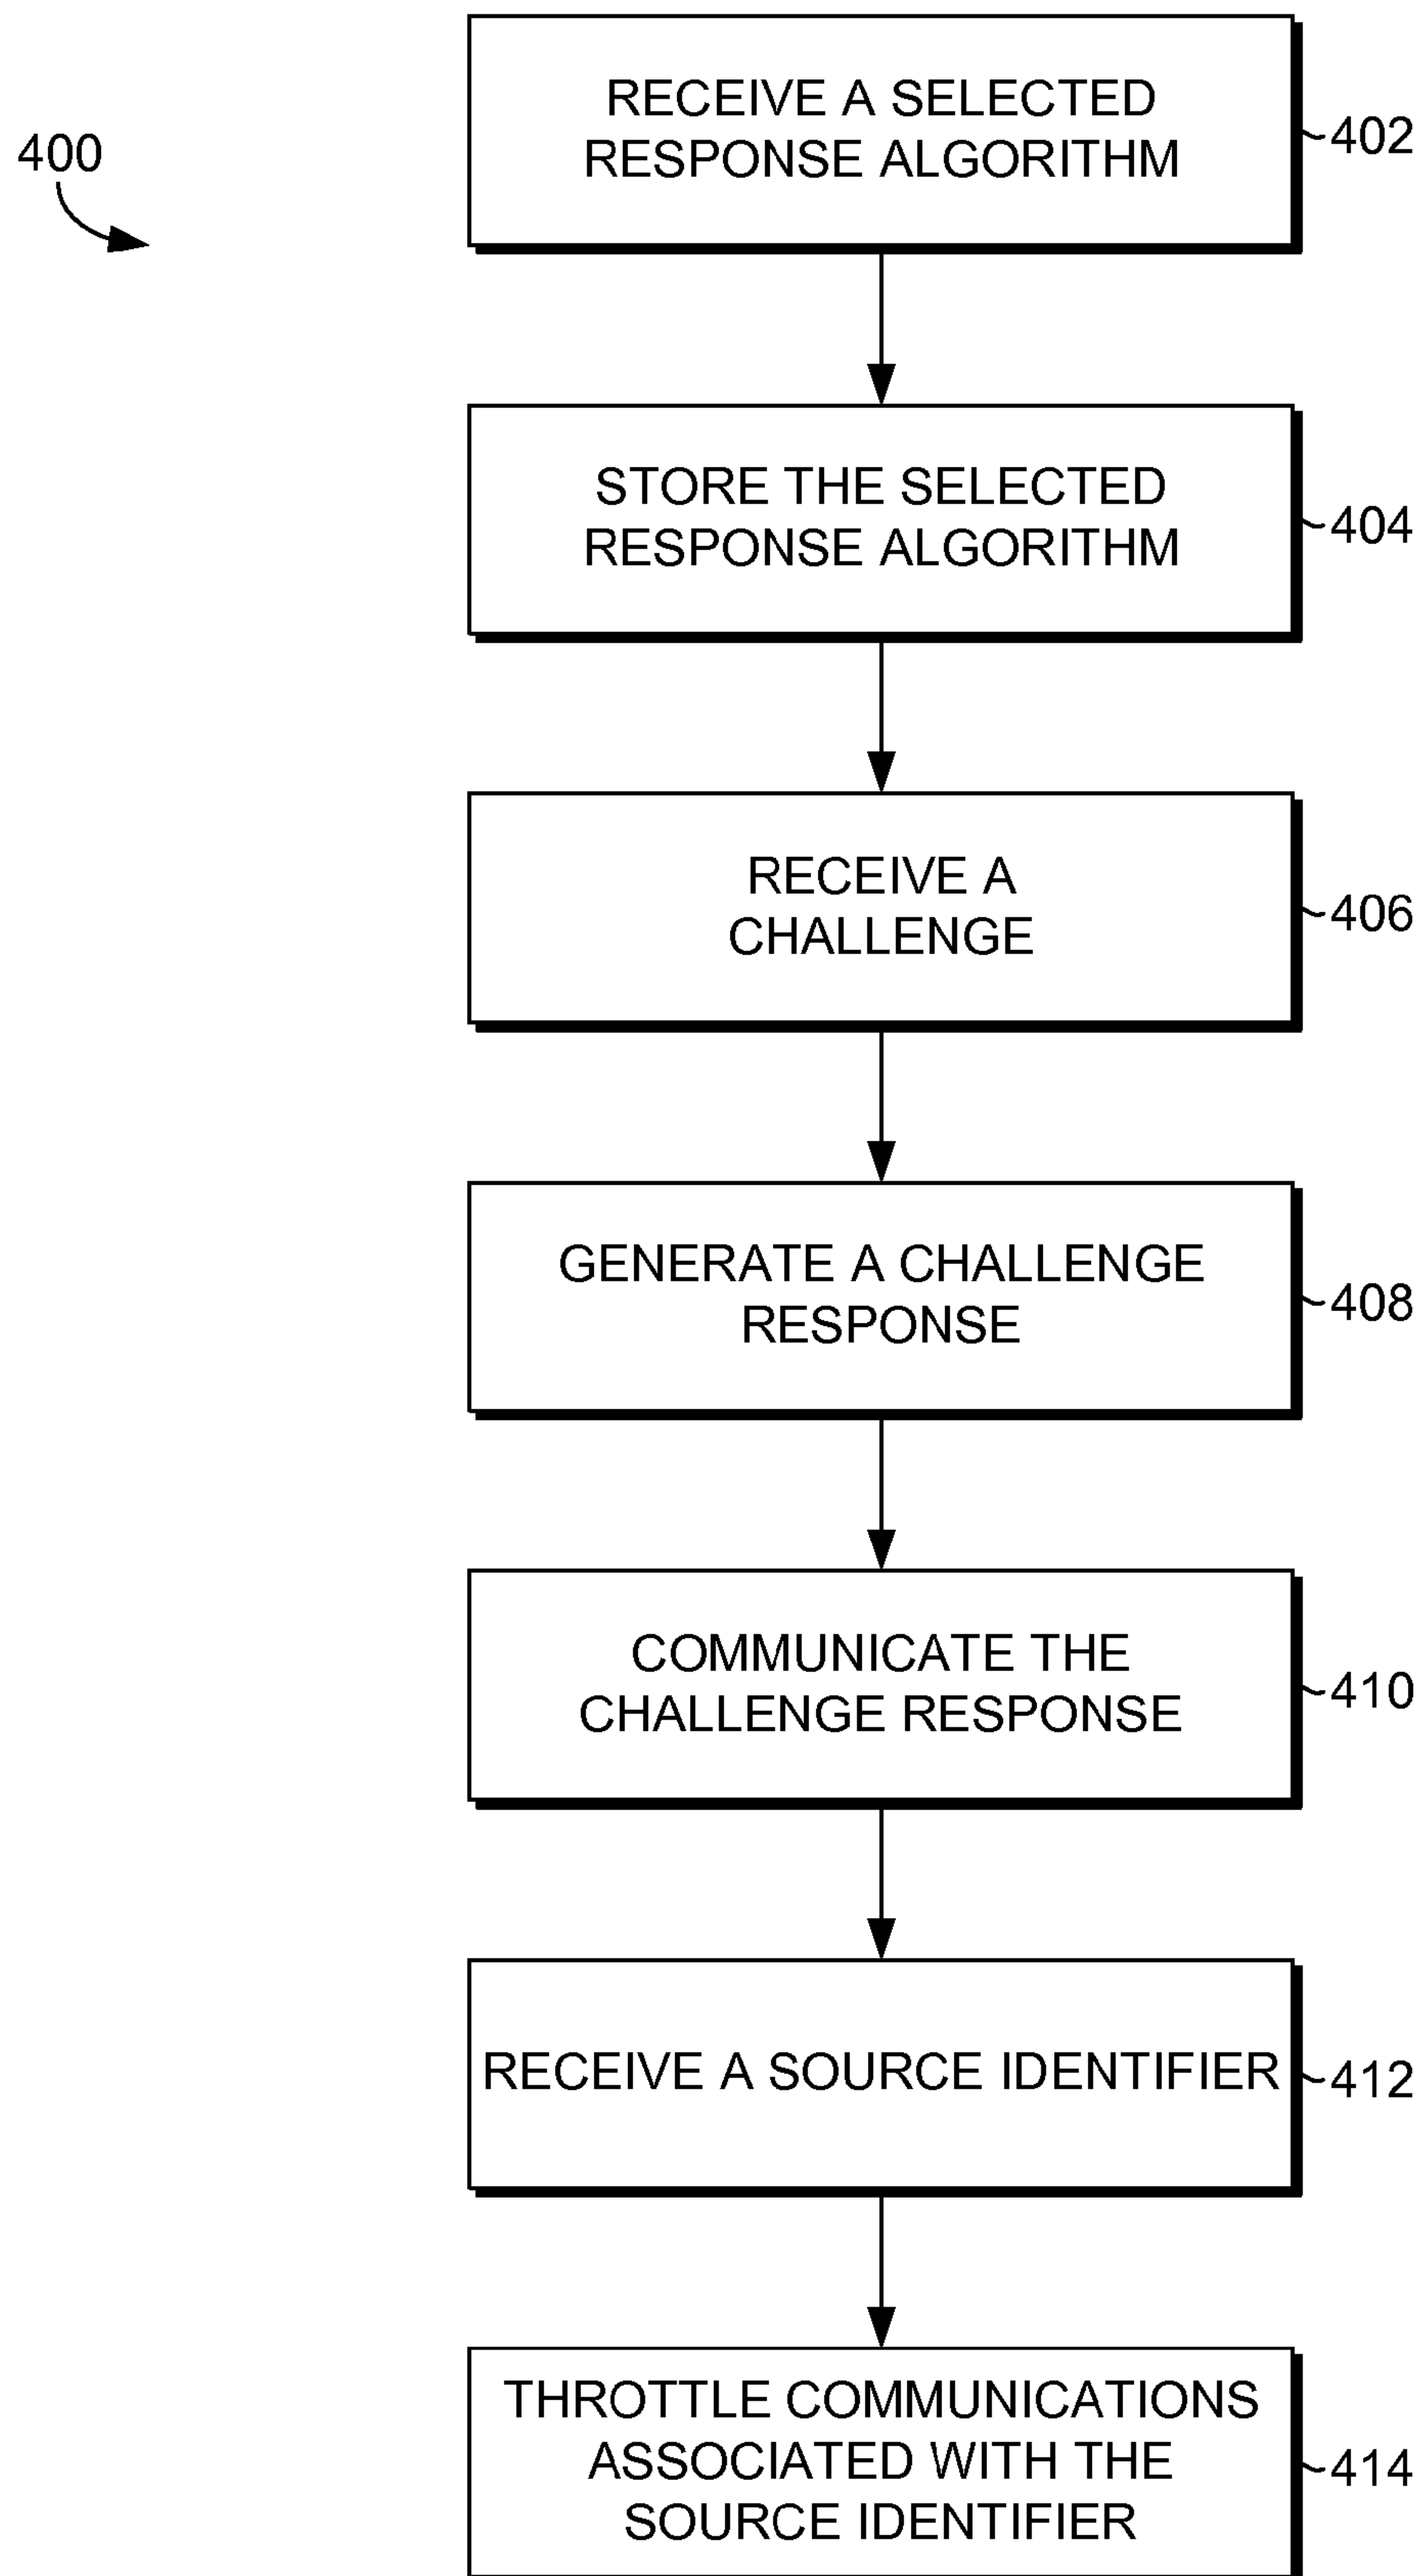 400
RECEIVE A SELECTED
RESPONSE ALGORITHM
402
STORE THE SELECTED
RESPONSE ALGORITHM
404
RECEIVE A
CHALLENGE
406
GENERATE A CHALLENGE
RESPONSE
408
COMMUNICATE THE
CHALLENGE RESPONSE
410
RECEIVE A SOURCE IDENTIFIER
412
THROTTLE COMMUNICATIONS
ASSOCIATED WITH THE
SOURCE IDENTIFIER
414